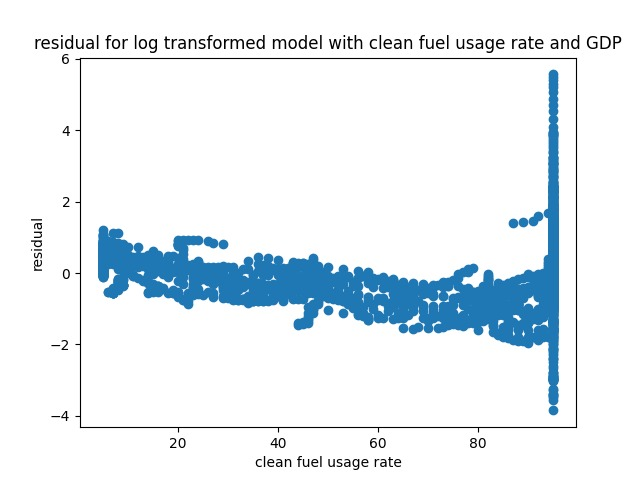 residual for log transformed model with clean fuel usage rate and GDP
6
4
2
0
−2
−4
residual
20 40 60 80
clean fuel usage rate